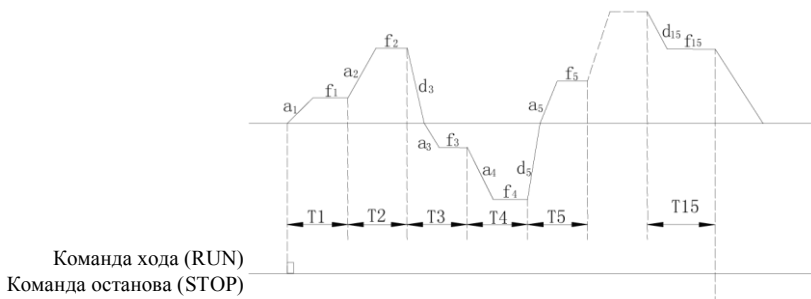 a1 f1 a2 f2 d3 a3 f3 a4 f4 d5 a5 f5 d15 f15
T1 T2 T3 T4 T5 T15
Команда хода (RUN)
Команда останова (STOP)